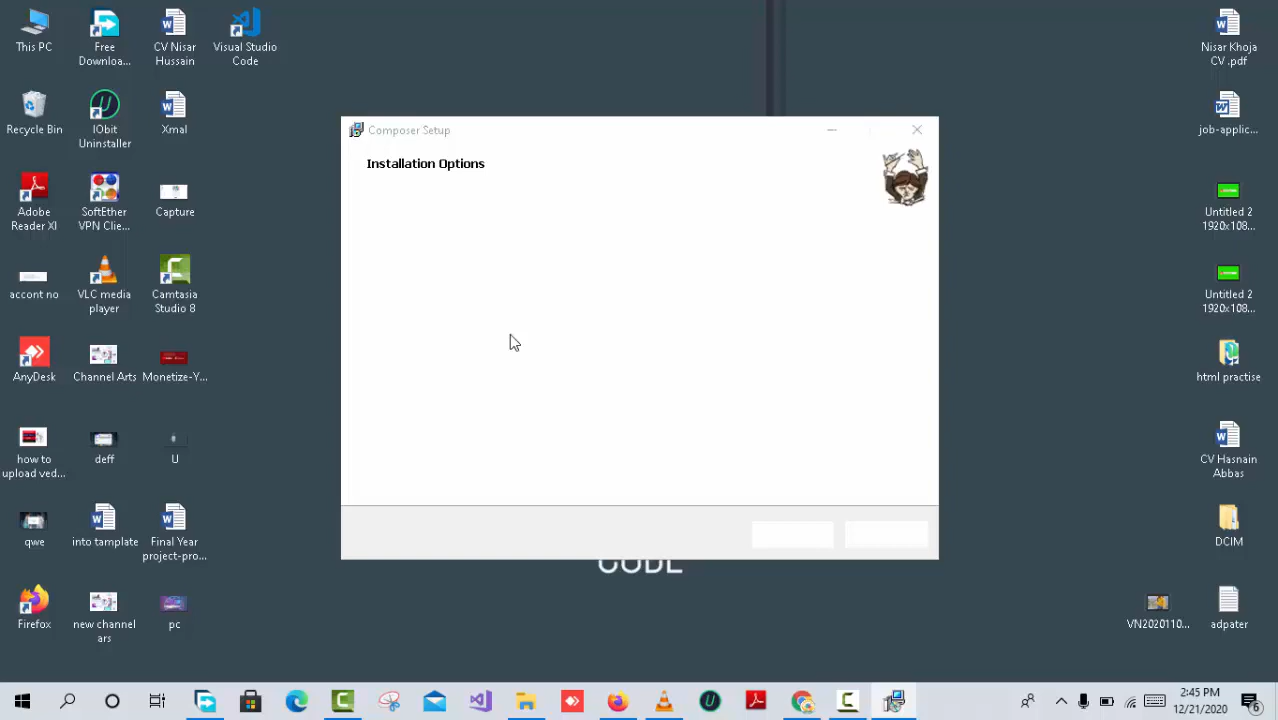 This PC
Free
Downloa...
CV Nisar
Hussain
Visual Studio
Code
Recycle Bin
IObit
Uninstaller
Xmal
Adobe
Reader XI
SoftEther
VPN Clie...
Capture
accont no
VLC media
player
Camtasia
Studio 8
AnyDesk
Channel Arts
Monetize-Y...
how to
upload ved...
deff
U
qwe
into tamplate
Final Year
project-pro...
Firefox
new channel
ars
pc
Composer Setup
Installation Options
CODE
Nisar Khoja
CV .pdf
job-applic...
Untitled 2
1920x108...
Untitled 2
1920x108...
html practise
CV Hasnain
Abbas
DCIM
VN2020110...
adpater
2:45 PM
12/21/2020
6